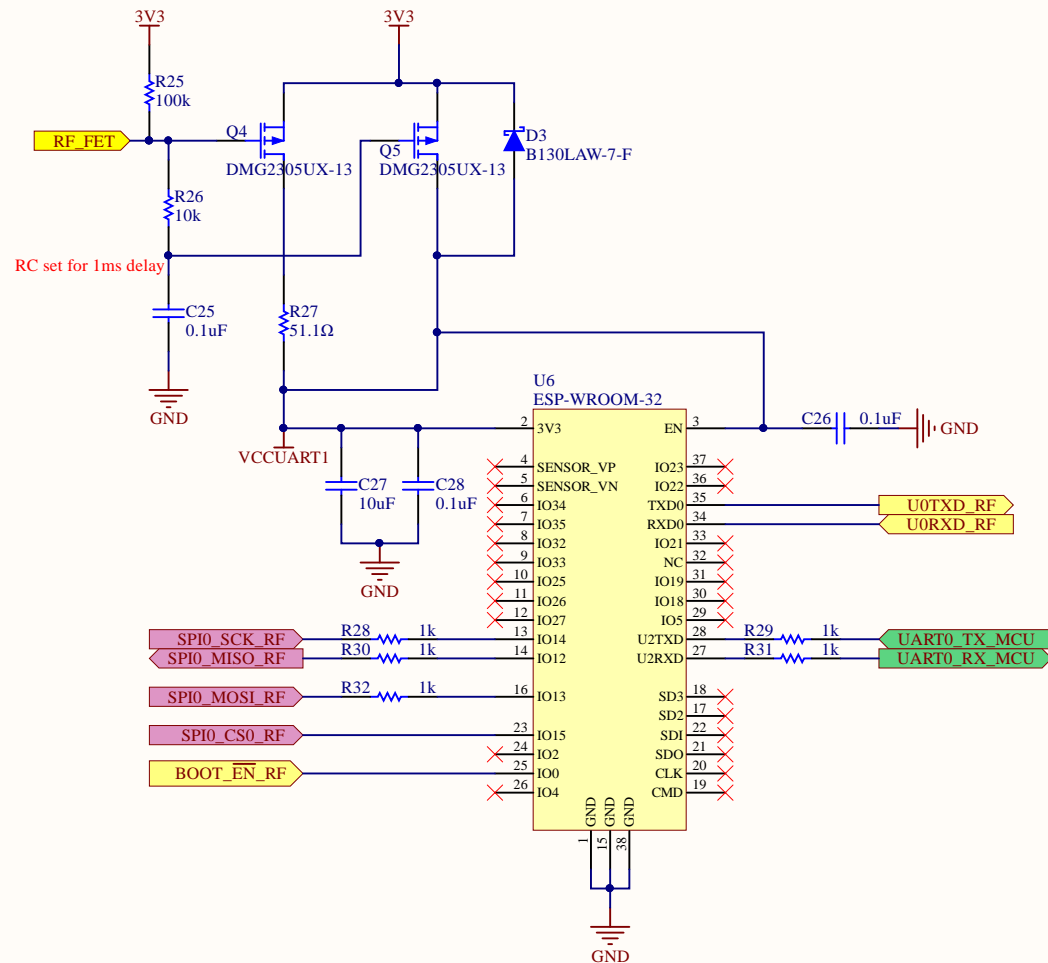 3V3
3V3
R25
100k
RF_FET
Q4
DMG2305UX-13
Q5
DMG2305UX-13
D3
B130LAW-7-F
R26
10k
RC set for 1ms delay
C25
0.1uF
R27
51.1Ω
GND
U6
ESP-WROOM-32
VCCUART1
2
3V3
EN
3
C26
0.1uF
GND
4
SENSOR_VP
IO23
37
5
SENSOR_VN
IO22
36
6
IO34
TXD0
35
U0TXD_RF
7
IO35
RXD0
34
U0RXD_RF
8
IO32
IO21
33
9
IO33
NC
32
10
IO25
IO19
31
11
IO26
IO18
30
12
IO27
IO5
29
C27
10uF
C28
0.1uF
GND
SPI0_SCK_RF
R28
1k
13
IO14
U2TXD
28
R29
1k
UART0_TX_MCU
SPI0_MISO_RF
R30
1k
14
IO12
U2RXD
27
R31
1k
UART0_RX_MCU
SPI0_MOSI_RF
R32
1k
16
IO13
SD3
18
SD2
17
SPI0_CS0_RF
23
IO15
SDI
22
24
IO2
SDO
21
BOOT_EN_RF
25
IO0
CLK
20
26
IO4
CMD
19
GND
GND
GND
1
15
38
GND